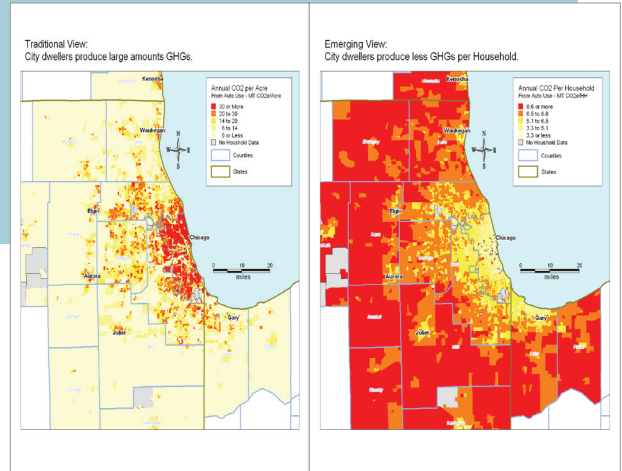 Traditional View:
City dwellers produce large amounts GHGs.
Kenosha
Annual CO2 per Acre
From Auto Use - MT CO2e/Acre
30 or More
20 to 30
14 to 20
8 to 14
8 or Less
No Houshold Data
Counties
States
Waukegan
N
W
E
S
Elgin
Chicago
Aurora
0
10
20
miles
Gary
Joliet
Emerging View:
City dwellers produce less GHGs per Household.
Kenosha
Annual CO2 Per Household
From Auto Use - MT CO2e/HH
8.6 or more
6.5 to 8.6
5.1 to 6.5
3.3 to 5.1
3.3 or less
No Household Data
Counties
States
Waukegan
N
W
E
S
Elgin
Chicago
Aurora
0
10
20
miles
Gary
Joliet